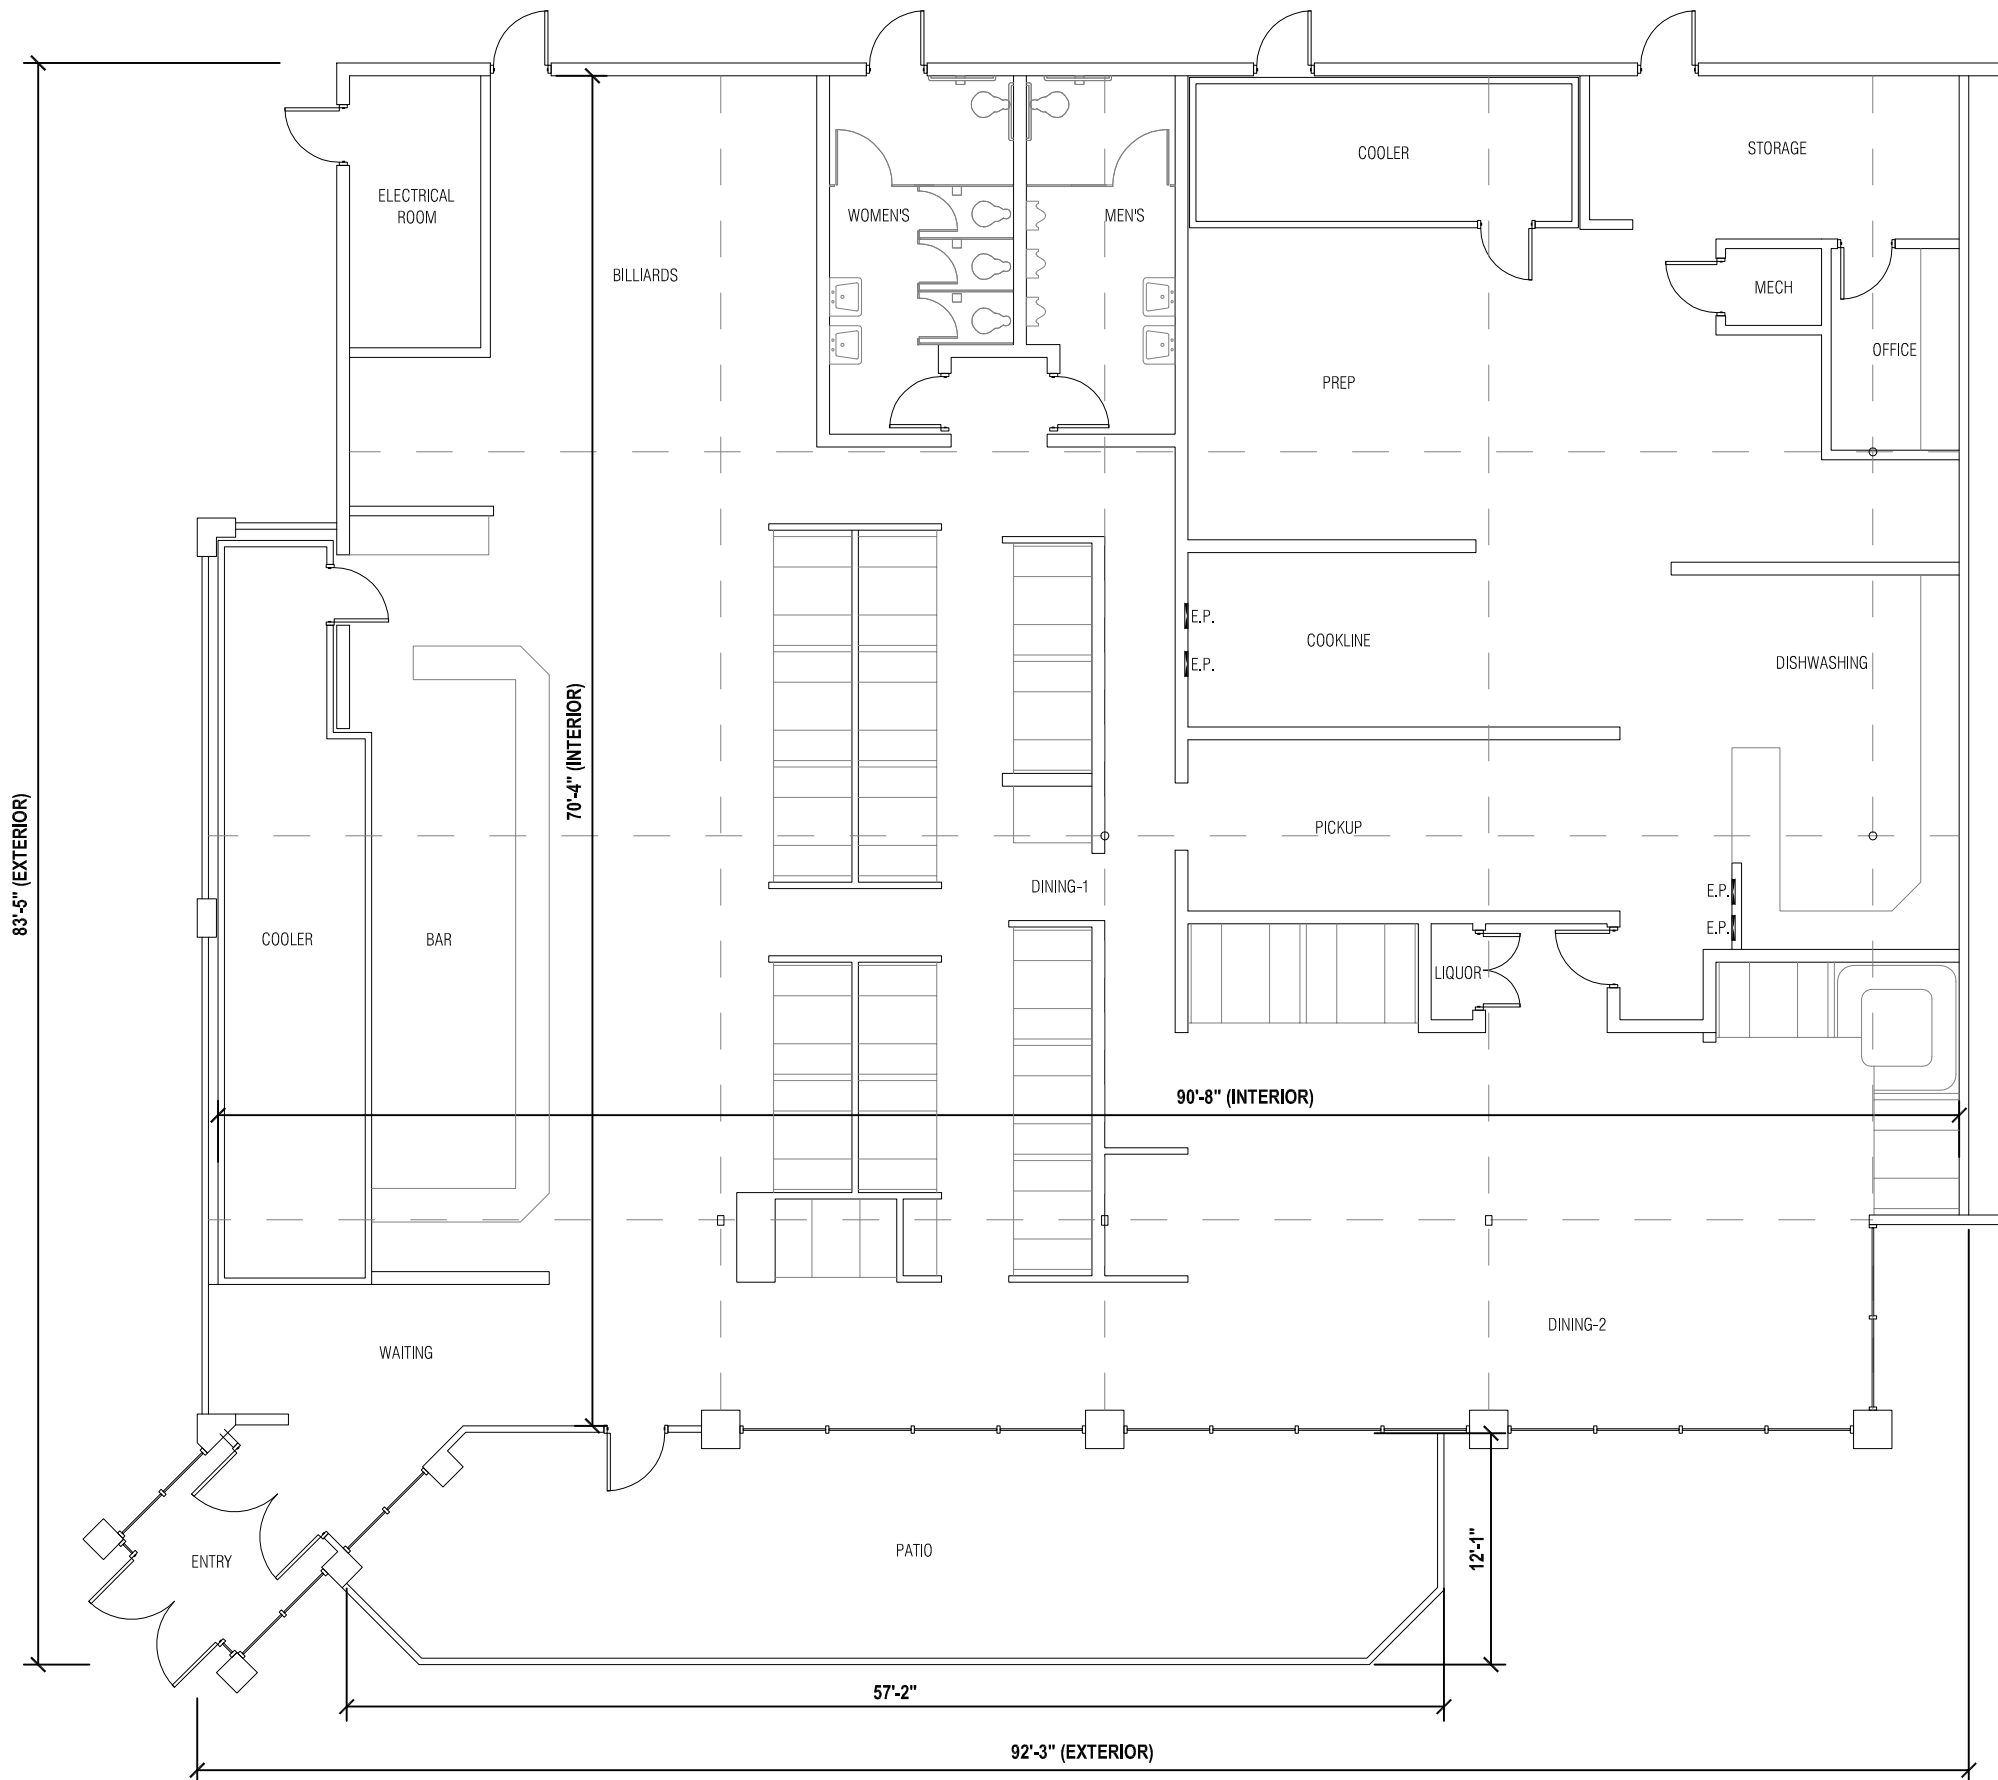 COOLER
STORAGE
ELECTRICAL
ROOM
WOMEN'S
MEN'S
BILLIARDS
MECH
OFFICE
PREP
E.P.
COOKLINE
E.P.
DISHWASHING
70'-4" (INTERIOR)
83'-5" (EXTERIOR)
PICKUP
DINING-1
E.P.
E.P.
COOLER
BAR
LIQUOR
90'-8" (INTERIOR)
DINING-2
WAITING
12'-1"
PATIO
ENTRY
57'-2"
92'-3" (EXTERIOR)